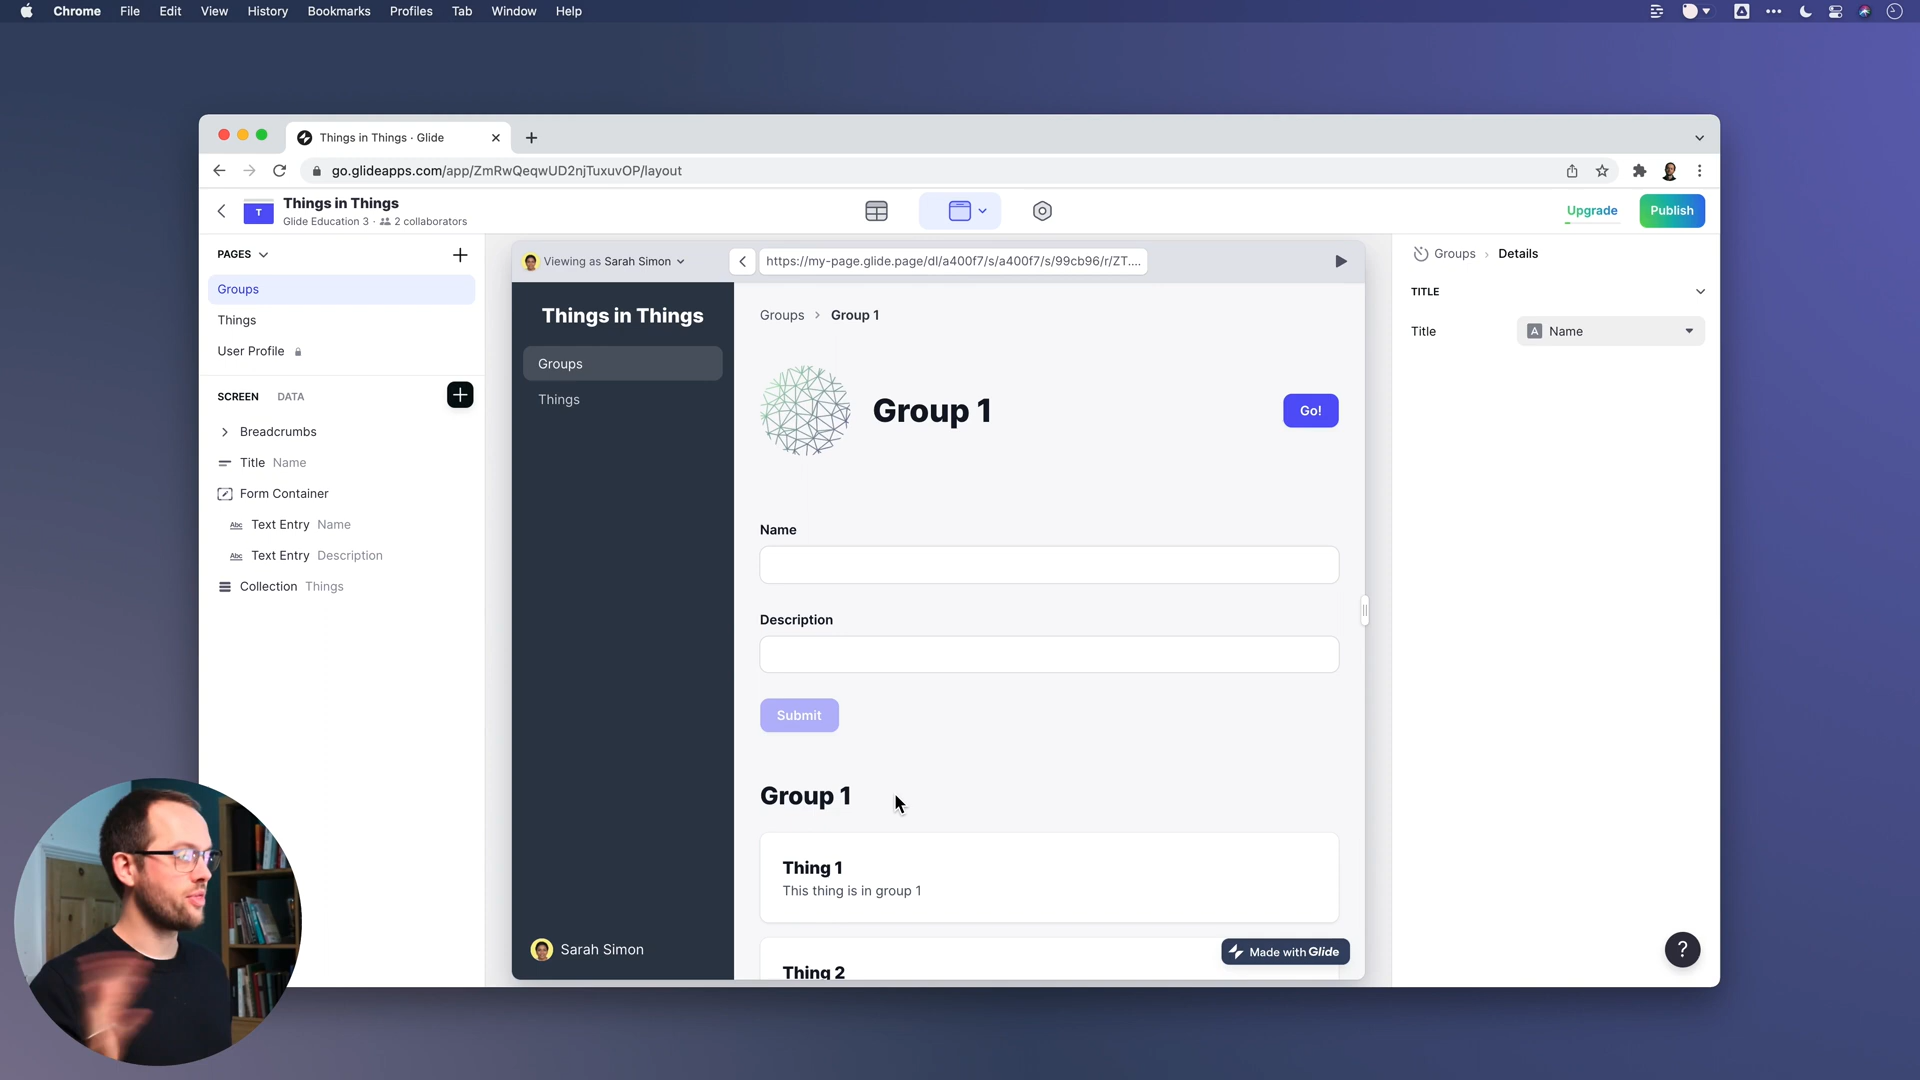 Chrome File Edit View History Bookmarks Profiles Tab Window Help
Things in Things · Glide
go.glideapps.com/app/ZmRwQeqwUD2njTuxuvOP/layout
T
Things in Things
Glide Education 3 · 2 collaborators
Upgrade
Publish
PAGES
Groups
Things
User Profile
SCREEN DATA
Breadcrumbs
Title Name
Form Container
Abc Text Entry Name
Abc Text Entry Description
Collection Things
Viewing as Sarah Simon
https://my-page.glide.page/dl/a400f7/s/a400f7/s/99cb96/r/ZT....
Things in Things
Groups
Things
Sarah Simon
Groups > Group 1
Group 1
Go!
Name
Description
Submit
Group 1
Thing 1
This thing is in group 1
Thing 2
Made with Glide
Groups > Details
TITLE
Title
A Name
?